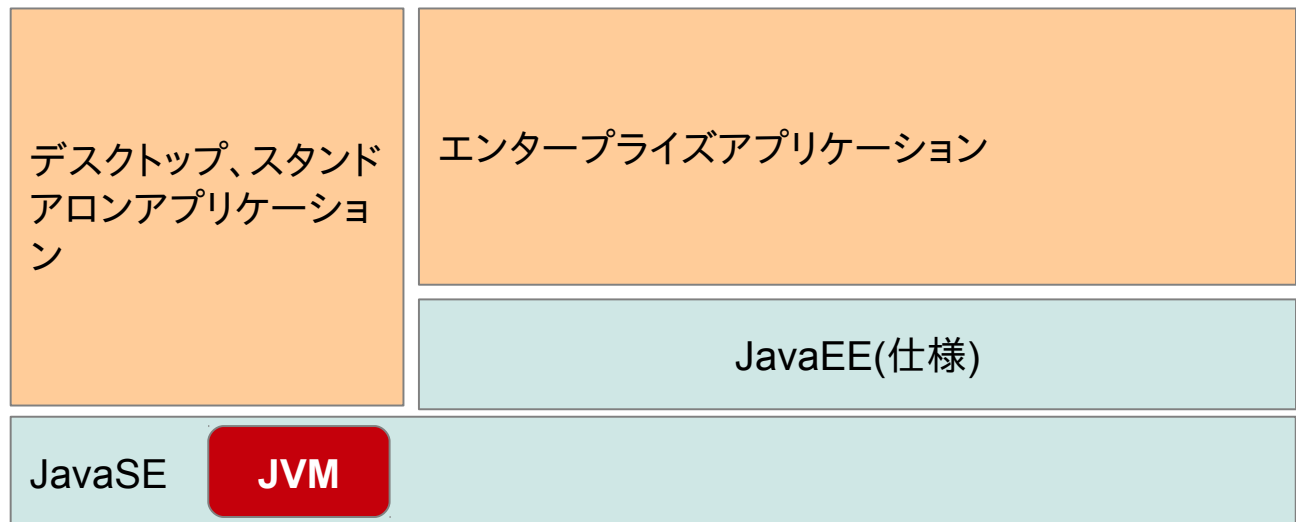 デスクトップ、スタンド
アロンアプリケーショ
ン
エンタープライズアプリケーション
JavaEE(仕様)
JavaSE
JVM